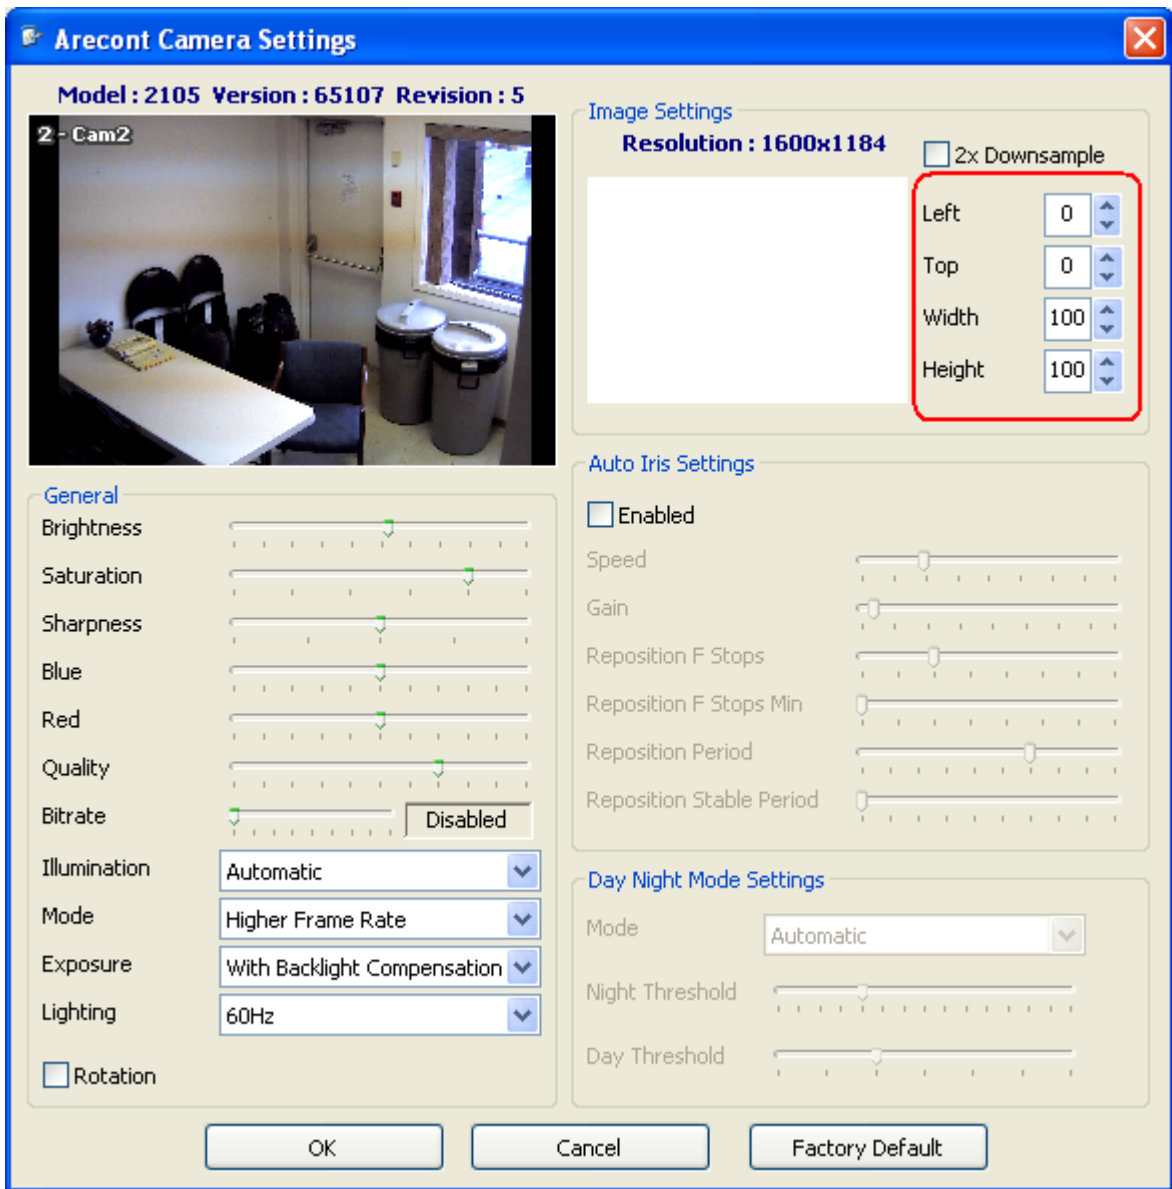 Arecont Camera Settings
Model : 2105 Version : 65107 Revision : 5
2 - Cam2
General
Brightness
Saturation
Sharpness
Blue
Red
Quality
Bitrate
Disabled
Illumination
Automatic
Mode
Higher Frame Rate
Exposure
With Backlight Compensation
Lighting
60Hz
Rotation
Image Settings
Resolution : 1600x1184
2x Downsample
Left 0
Top 0
Width 100
Height 100
Auto Iris Settings
Enabled
Speed
Gain
Reposition F Stops
Reposition F Stops Min
Reposition Period
Reposition Stable Period
Day Night Mode Settings
Mode
Automatic
Night Threshold
Day Threshold
OK
Cancel
Factory Default